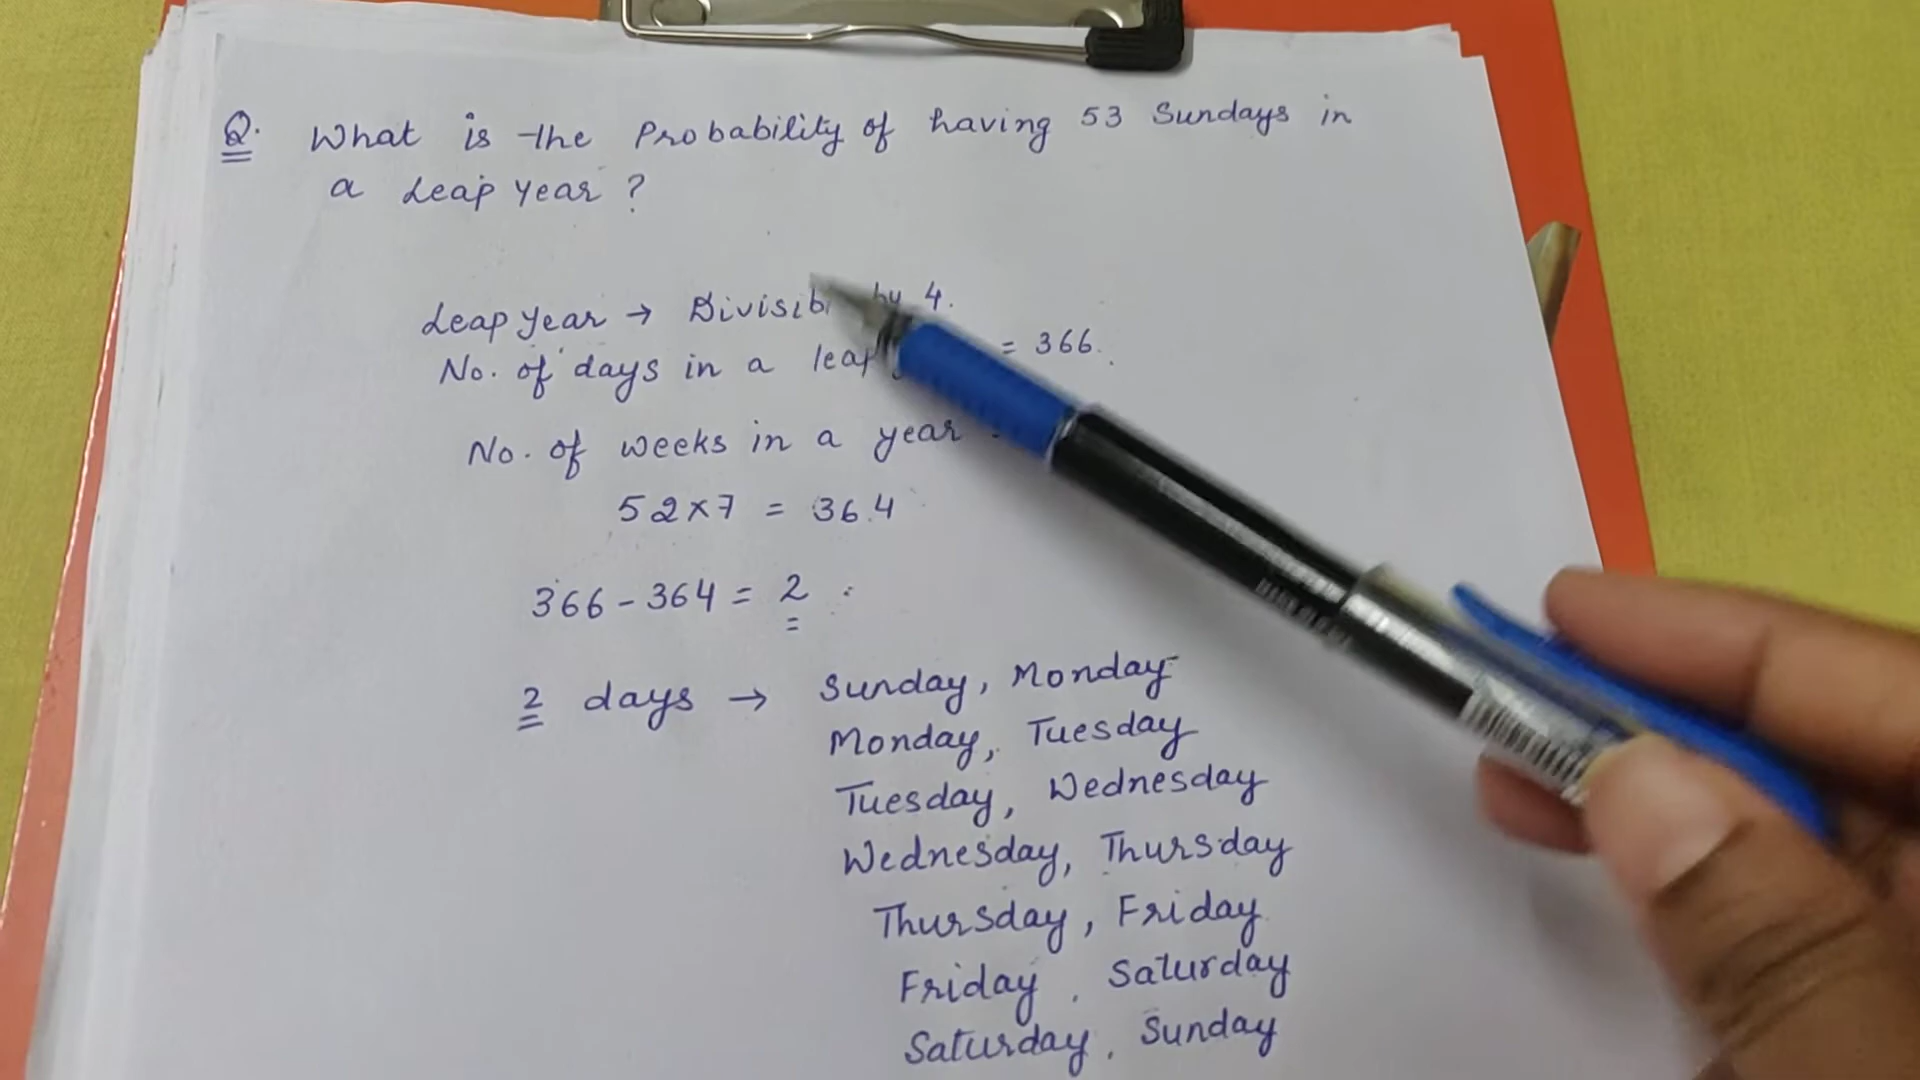 Q. What is the Probability of having 53 Sundays in
a Leap Year ?
Leap Year → by 4.
No. of days in a = 366.
No. of weeks in a year
52×7 = 364
366-364 = 2
2 days → Sunday, Monday
Monday, Tuesday
Tuesday, Wednesday
Wednesday, Thursday
Thursday, Friday
Friday, Saturday
Saturday, Sunday